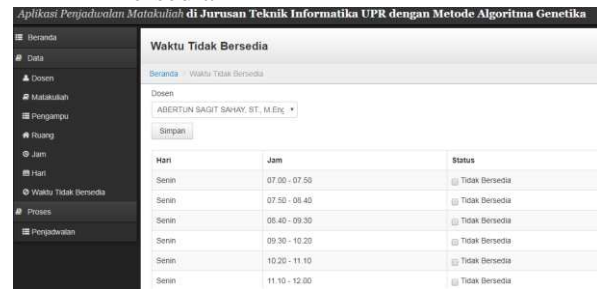 Aplikasi Penjadwalan Matakuliah di Jurusan Teknik Informatika UPR dengan Metode Algoritma Genetika
Beranda
Data
Dosen
Matakuliah
Pengampu
Ruang
Jam
Hari
Waktu Tidak Bersedia
Proses
Penjadwalan
Waktu Tidak Bersedia
Beranda Waktu Tidak Bersedia
Dosen
ABERTUN SAGIT SAHAY, ST., M.Eng
Simpan
Hari Jam Status
Senin 07.00 - 07.50 Tidak Bersedia
Senin 07.50 - 08.40 Tidak Bersedia
Senin 08.40 - 09.30 Tidak Bersedia
Senin 09.30 - 10.20 Tidak Bersedia
Senin 10.20 - 11.10 Tidak Bersedia
Senin 11.10 - 12.00 Tidak Bersedia